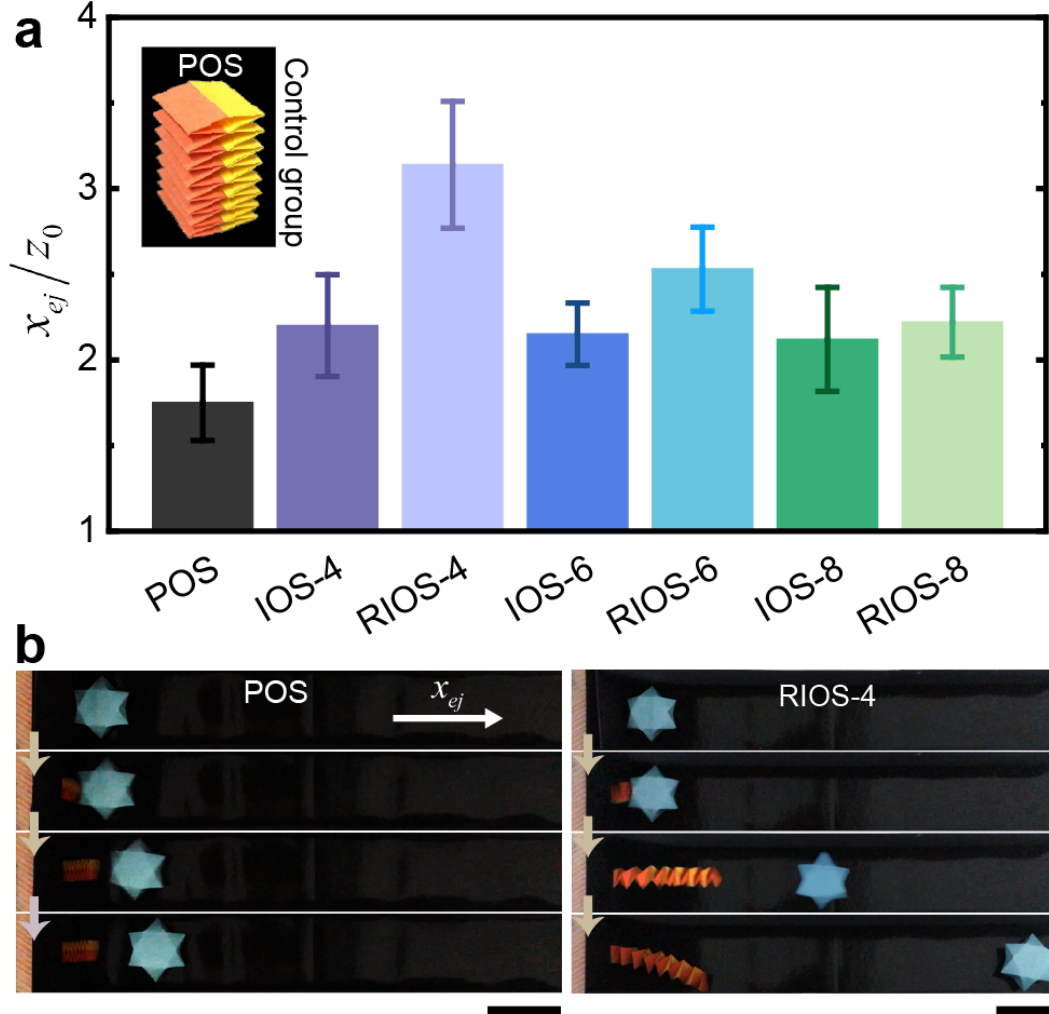 a
4
3
2
1
x_ej / z_0
POS
Control group
POS
IOS-4
RIOS-4
IOS-6
RIOS-6
IOS-8
RIOS-8
b
POS
x_ej
RIOS-4